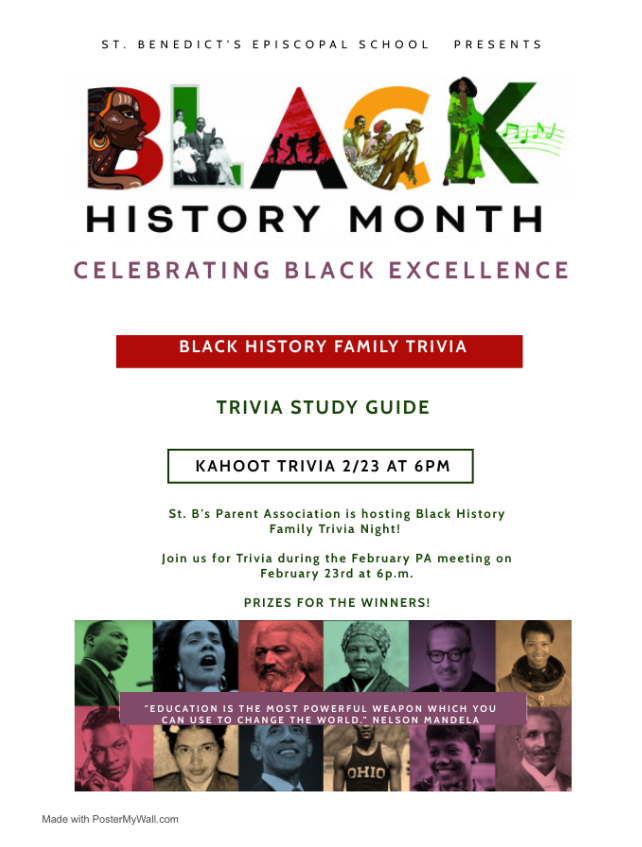 ST. BENEDICT'S EPISCOPAL SCHOOL PRESENTS
BLACK
HISTORY MONTH
CELEBRATING BLACK EXCELLENCE
BLACK HISTORY FAMILY TRIVIA
TRIVIA STUDY GUIDE
KAHOOT TRIVIA 2/23 AT 6PM
St. B's Parent Association is hosting Black History
Family Trivia Night!
Join us for Trivia during the February PA meeting on
February 23rd at 6p.m.
PRIZES FOR THE WINNERS!
"EDUCATION IS THE MOST POWERFUL WEAPON WHICH YOU
CAN USE TO CHANGE THE WORLD." NELSON MANDELA
OHIO
Made with PosterMyWall.com